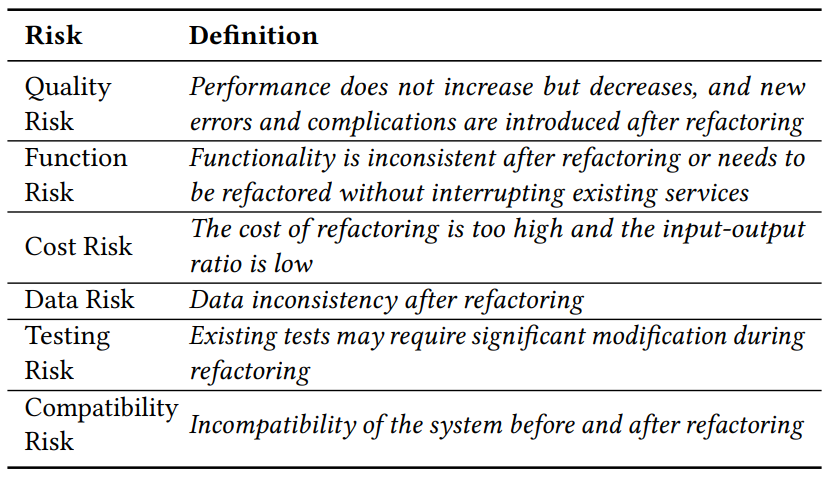 Risk Definition
Quality Risk Performance does not increase but decreases, and new
errors and complications are introduced after refactoring
Function Risk Functionality is inconsistent after refactoring or needs to
be refactored without interrupting existing services
Cost Risk The cost of refactoring is too high and the input-output
ratio is low
Data Risk Data inconsistency after refactoring
Testing Risk Existing tests may require significant modification during
refactoring
Compatibility Risk Incompatibility of the system before and after refactoring